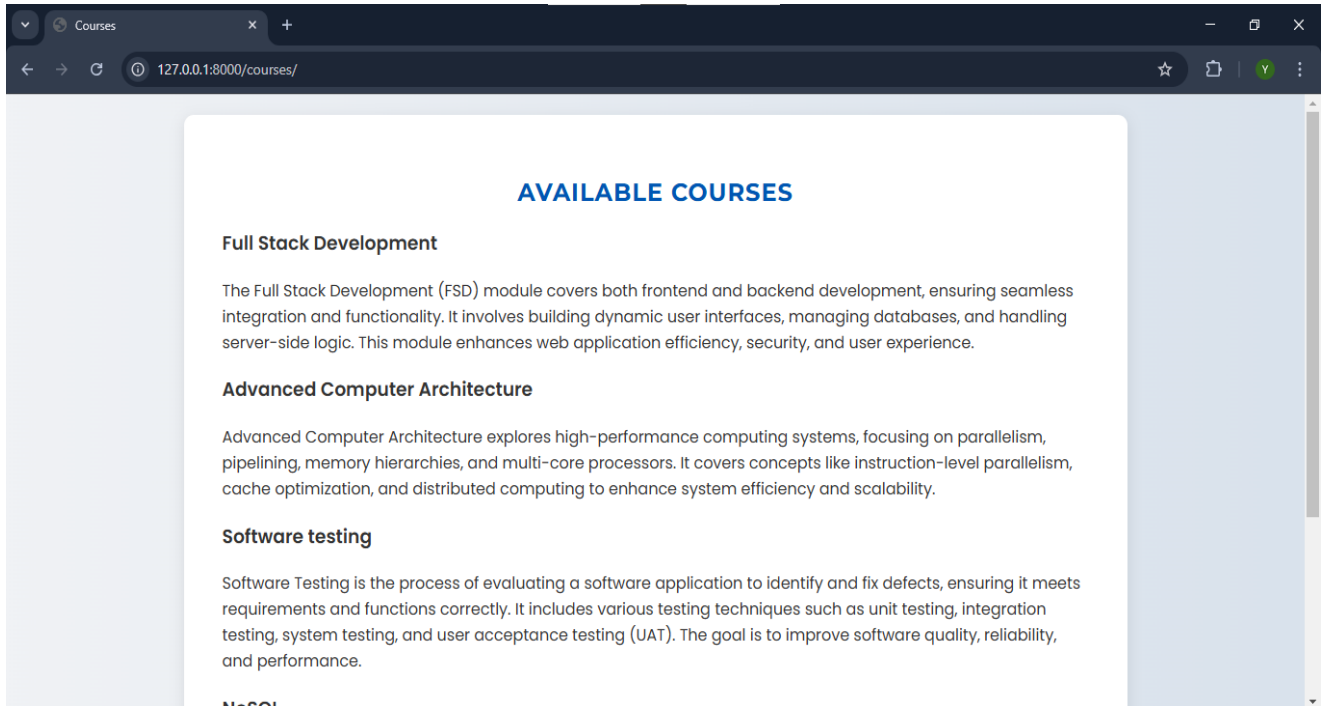 Courses
127.0.0.1:8000/courses/
Y
AVAILABLE COURSES
Full Stack Development
The Full Stack Development (FSD) module covers both frontend and backend development, ensuring seamless
integration and functionality. It involves building dynamic user interfaces, managing databases, and handling
server-side logic. This module enhances web application efficiency, security, and user experience.
Advanced Computer Architecture
Advanced Computer Architecture explores high-performance computing systems, focusing on parallelism,
pipelining, memory hierarchies, and multi-core processors. It covers concepts like instruction-level parallelism,
cache optimization, and distributed computing to enhance system efficiency and scalability.
Software testing
Software Testing is the process of evaluating a software application to identify and fix defects, ensuring it meets
requirements and functions correctly. It includes various testing techniques such as unit testing, integration
testing, system testing, and user acceptance testing (UAT). The goal is to improve software quality, reliability,
and performance.
NoSQL